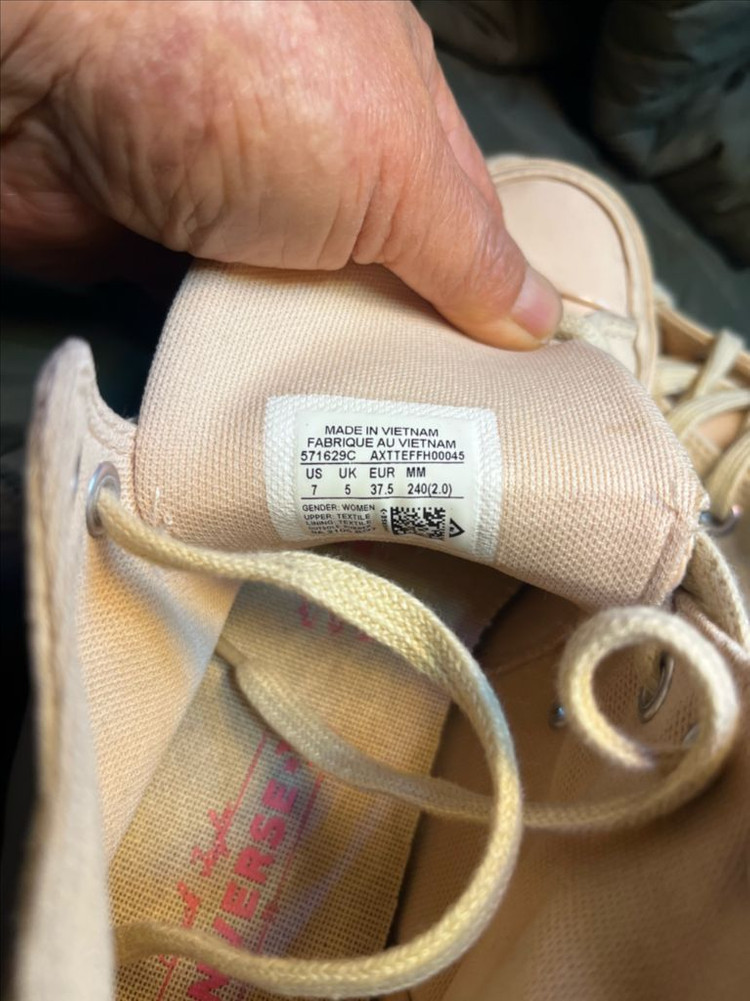 MADE IN VIETNAM
FABRIQUE AU VIETNAM
571629C AXTTEFFH00045
US UK EUR MM
7 5 37.5 240(2.0)
GENDER: WOMEN
UPPER: TEXTILE
LINING: TEXTILE
NVERSE